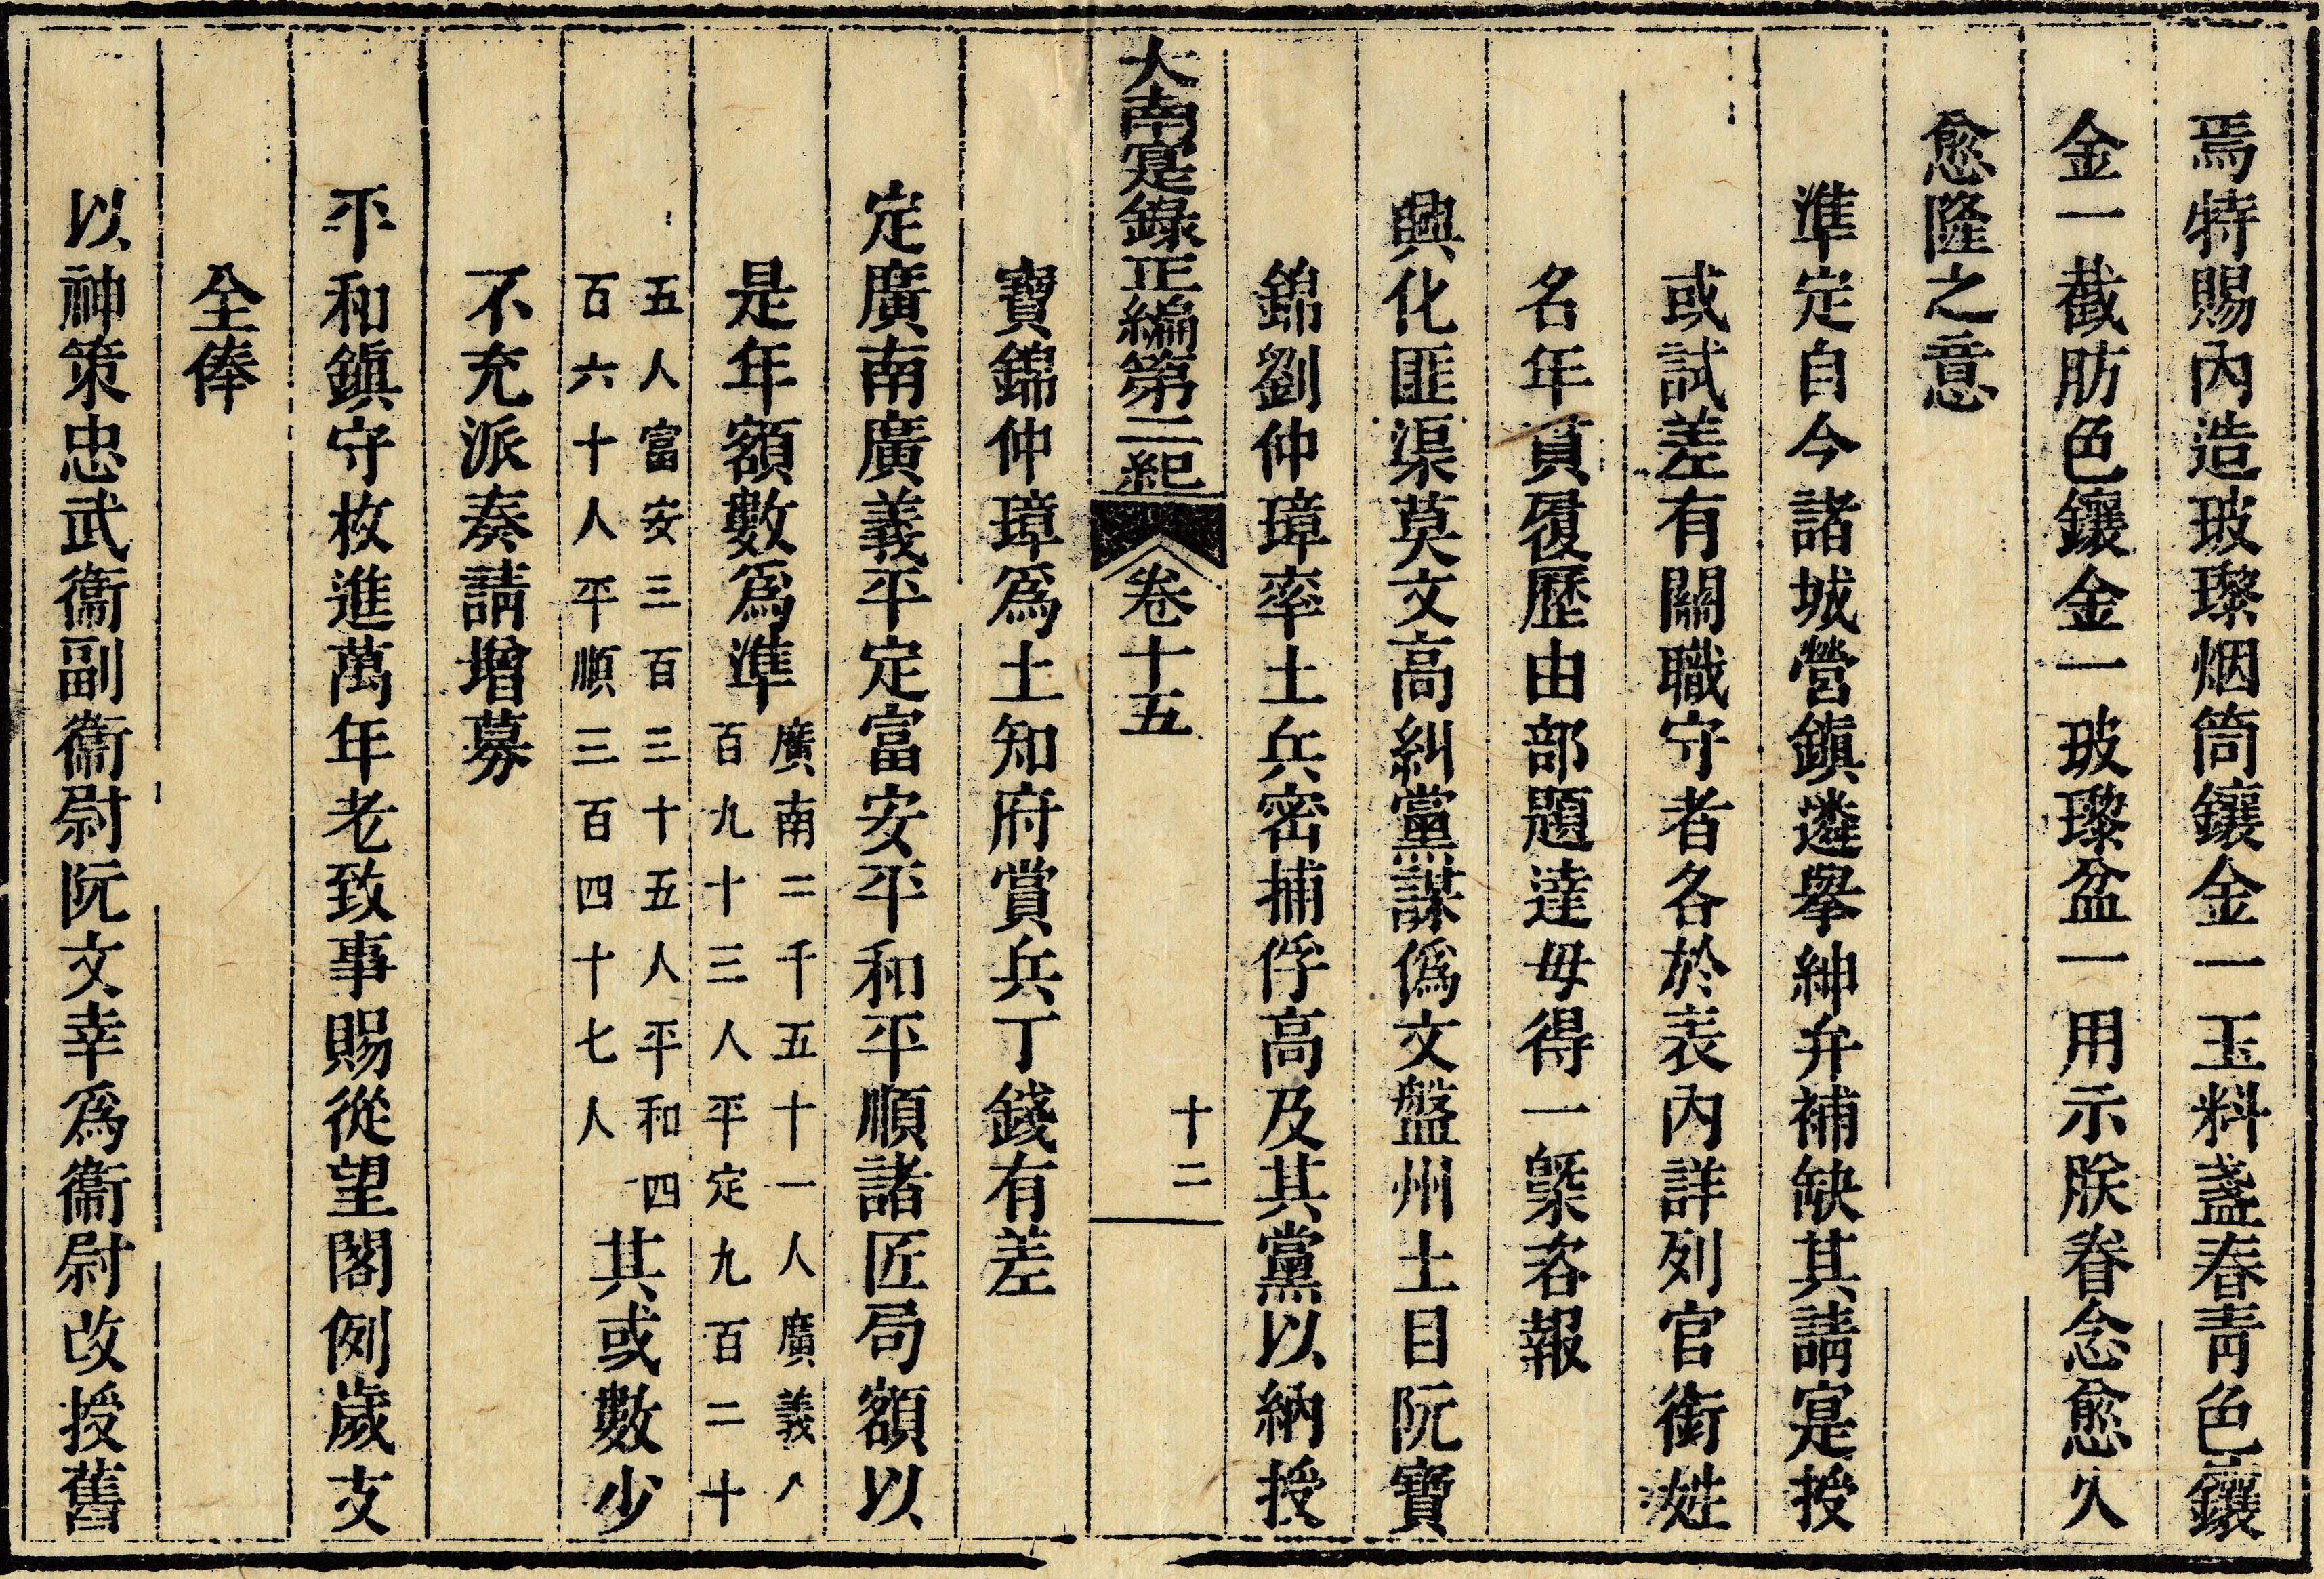 焉特賜內造玻瓈烟筒鑲金一玉料盞春靑色鑲
金一截肪色鑲金一玻瓈盆一用示朕眷念愈久
愈隆之意
準定自今諸城營鎭遴舉紳弁補缺其請寔授
或試差有關職守者各於表內詳列官銜姓
名年貫履歷由部題達毋得一槩咨報
興化匪渠莫文高糾黨謀僞文盤州土目阮寶
錦劉仲璋率土兵密捕俘高及其黨以納授
大南寔錄正編第二紀 卷十五 十二
寶錦仲璋爲土知府賞兵丁錢有差
定廣南廣義平定富安平和平順諸匠局額以
是年額數爲準廣南二千五十一人廣義八
百九十三人平定九百二十
五人富安三百三十五人平和四
百六十人平順三百四十七人一其或數少
不充派奏請增募
平和鎭守枚進萬年老致事賜從望閣例歲支
全俸
以神策忠武衞副衞尉阮文幸爲衞尉改授舊